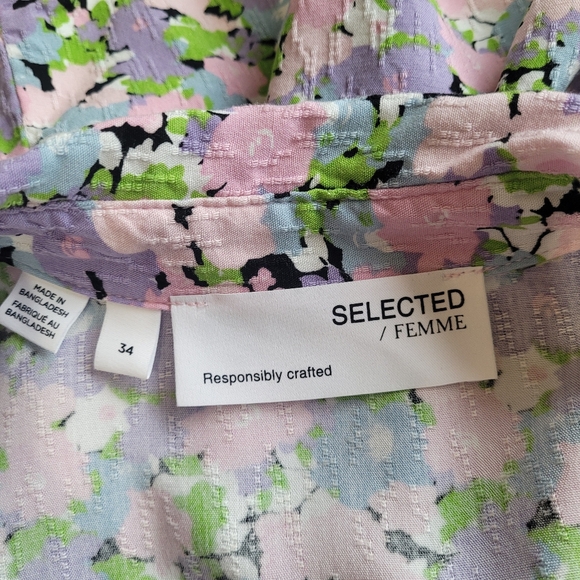 MADE IN
BANGLADESH
FABRIQUÉ AU
BANGLADESH
34
SELECTED
/ FEMME
Responsibly crafted